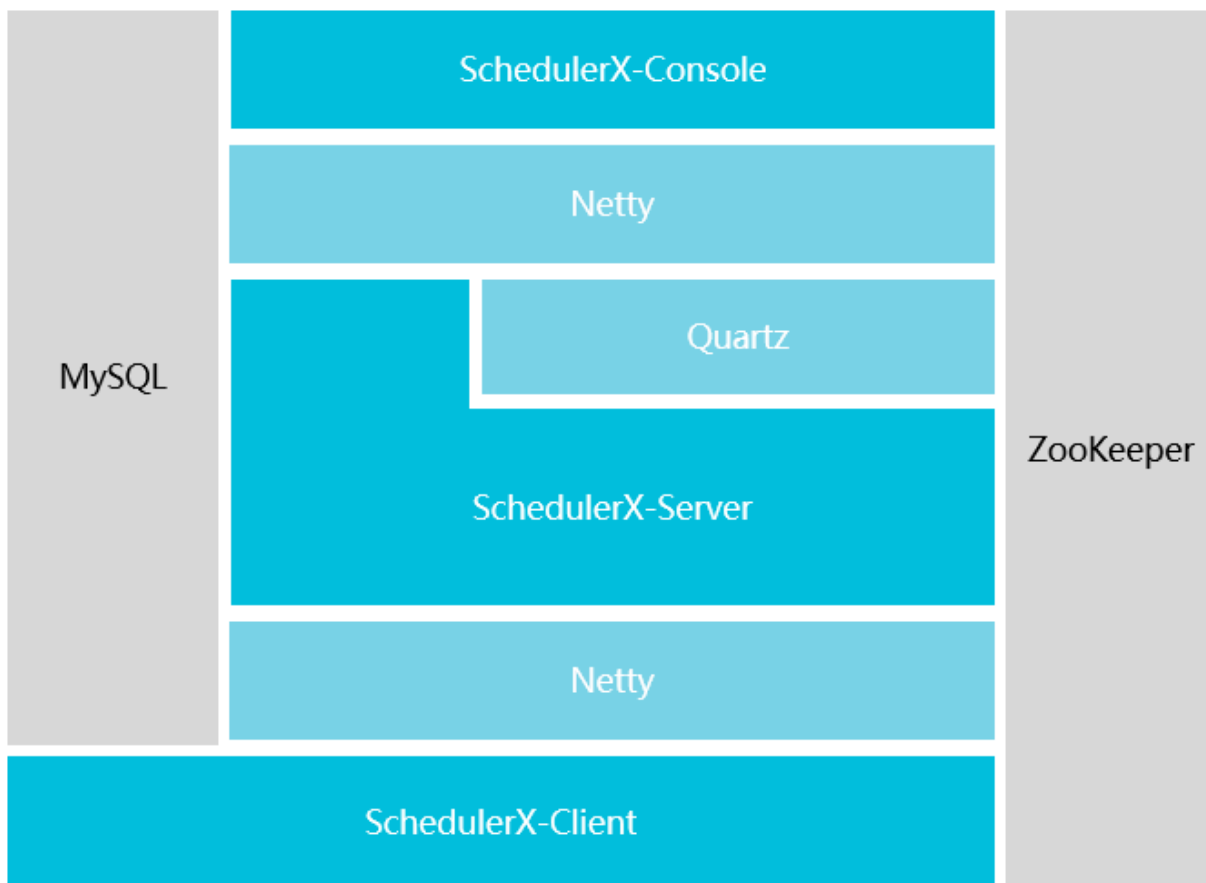 SchedulerX-Console
Netty
Quartz
MySQL
ZooKeeper
SchedulerX-Server
Netty
SchedulerX-Client